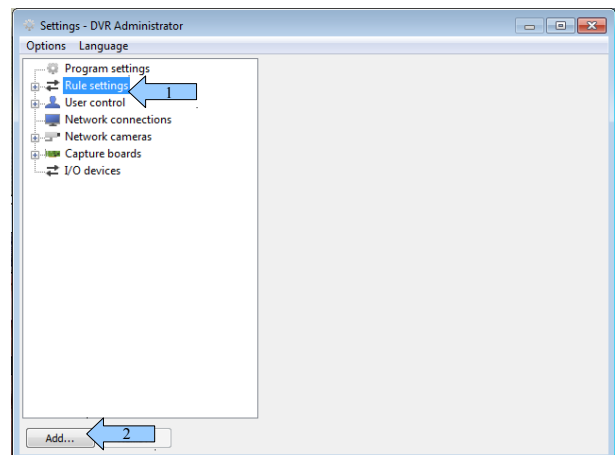 Settings - DVR Administrator
Options Language
Program settings
Rule settings
1
User control
Network connections
Network cameras
Capture boards
I/O devices
Add...
2